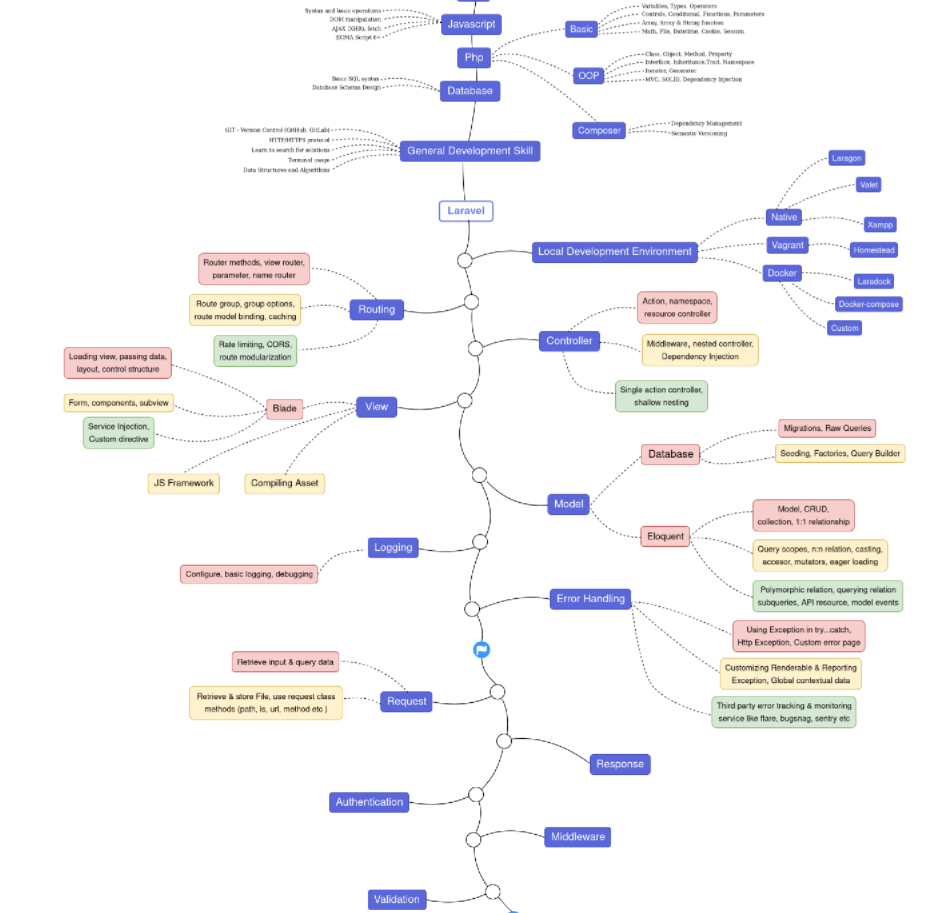 Syntax and basic operations
DOM manipulation
AJAX (XHR), fetch
ECMA Script 6+
Javascript
Php
Basic
Variables, Types, Operators
Controls, Conditional, Functions, Parameters
Array, Array & String function
Math, File, Datetime, Cookie, Session
OOP
Class, Object, Method, Property
Interface, Inheritance,Trait, Namespace
Iterator, Generator
MVC, SOLID, Dependency Injection
Composer
Dependency Management
Semantic Versioning
Basic SQL syntax
Database Schema Design
Database
GIT - Version Control (GitHub, GitLab)
HTTP/HTTPS protocol
Learn to search for solutions
Terminal usage
Data Structures and Algorithms
General Development Skill
Laravel
Local Development Environment
Native
Laragon
Valet
Xampp
Vagrant
Homestead
Docker
Laradock
Docker-compose
Custom
Router methods, view router,
parameter, name router
Route group, group options,
route model binding, caching
Rate limiting, CORS,
route modularization
Routing
Controller
Action, namespace,
resource controller
Middleware, nested controller,
Dependency Injection
Single action controller,
shallow nesting
Loading view, passing data,
layout, control structure
Form, components, subview
Service Injection,
Custom directive
Blade
View
JS Framework
Compiling Asset
Model
Database
Migrations, Raw Queries
Seeding, Factories, Query Builder
Eloquent
Model, CRUD,
collection, 1:1 relationship
Query scopes, n:n relation, casting,
accesor, mutators, eager loading
Polymorphic relation, querying relation
subqueries, API resource, model events
Logging
Configure, basic logging, debugging
Error Handling
Using Exception in try...catch,
Http Exception, Custom error page
Customizing Renderable & Reporting
Exception, Global contextual data
Third party error tracking & monitoring
service like flare, bugsnag, sentry etc
Retrieve input & query data
Retrieve & store File, use request class
methods (path, is, url, method etc )
Request
Response
Authentication
Middleware
Validation